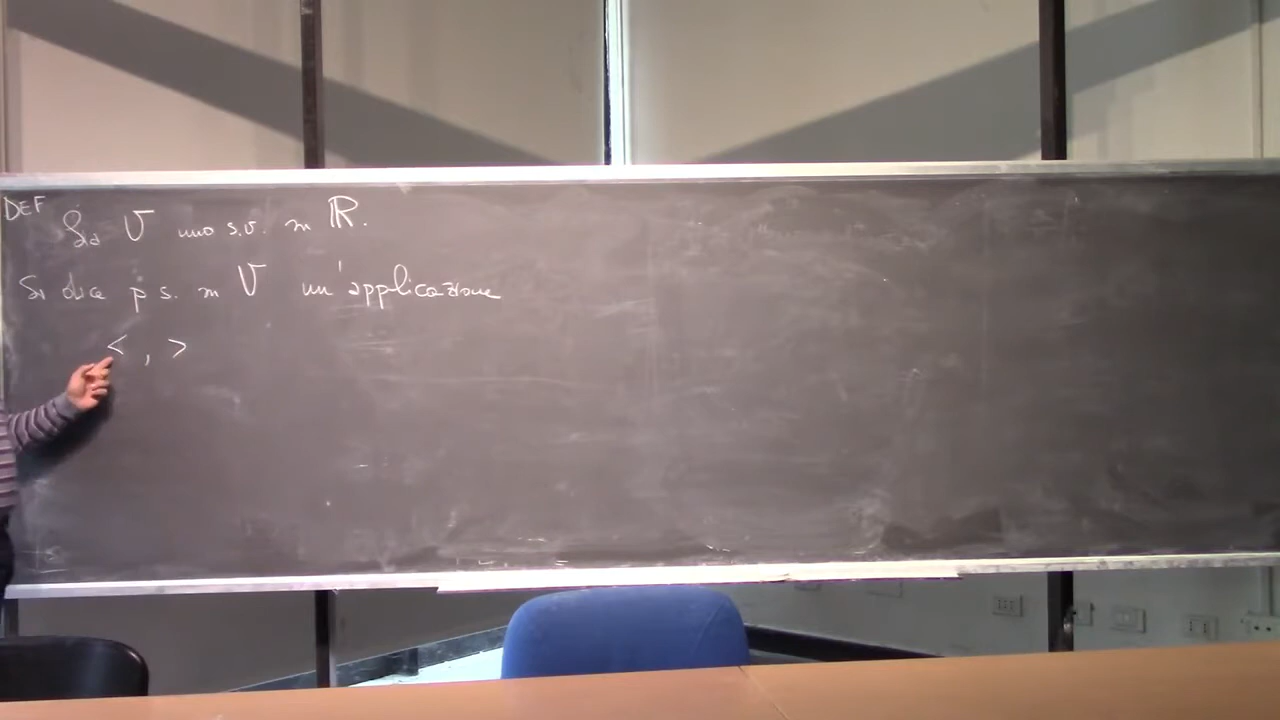 DEF
Sia V uno s.v. su ℝ.
Si dice p.s. su V un'applicazione
< , >